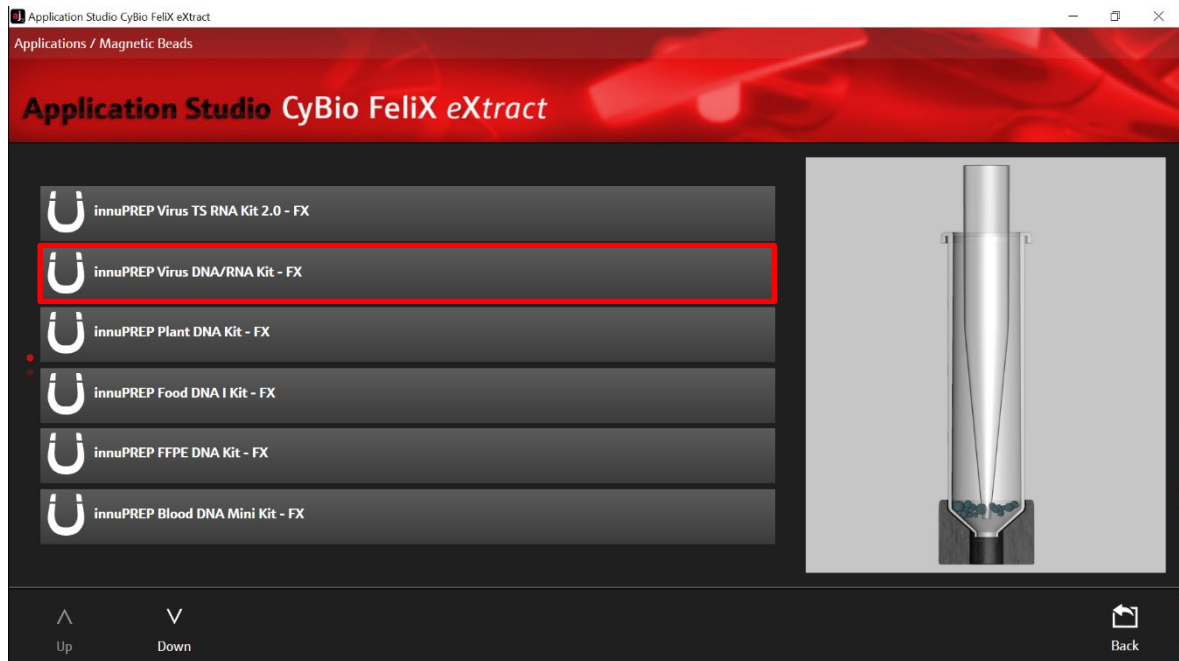 Application Studio CyBio FeliX eXtract
Applications / Magnetic Beads
Application Studio CyBio FeliX eXtract
innuPREP Virus TS RNA Kit 2.0 - FX
innuPREP Virus DNA/RNA Kit - FX
innuPREP Plant DNA Kit - FX
innuPREP Food DNA I Kit - FX
innuPREP FFPE DNA Kit - FX
innuPREP Blood DNA Mini Kit - FX
Up Down Back